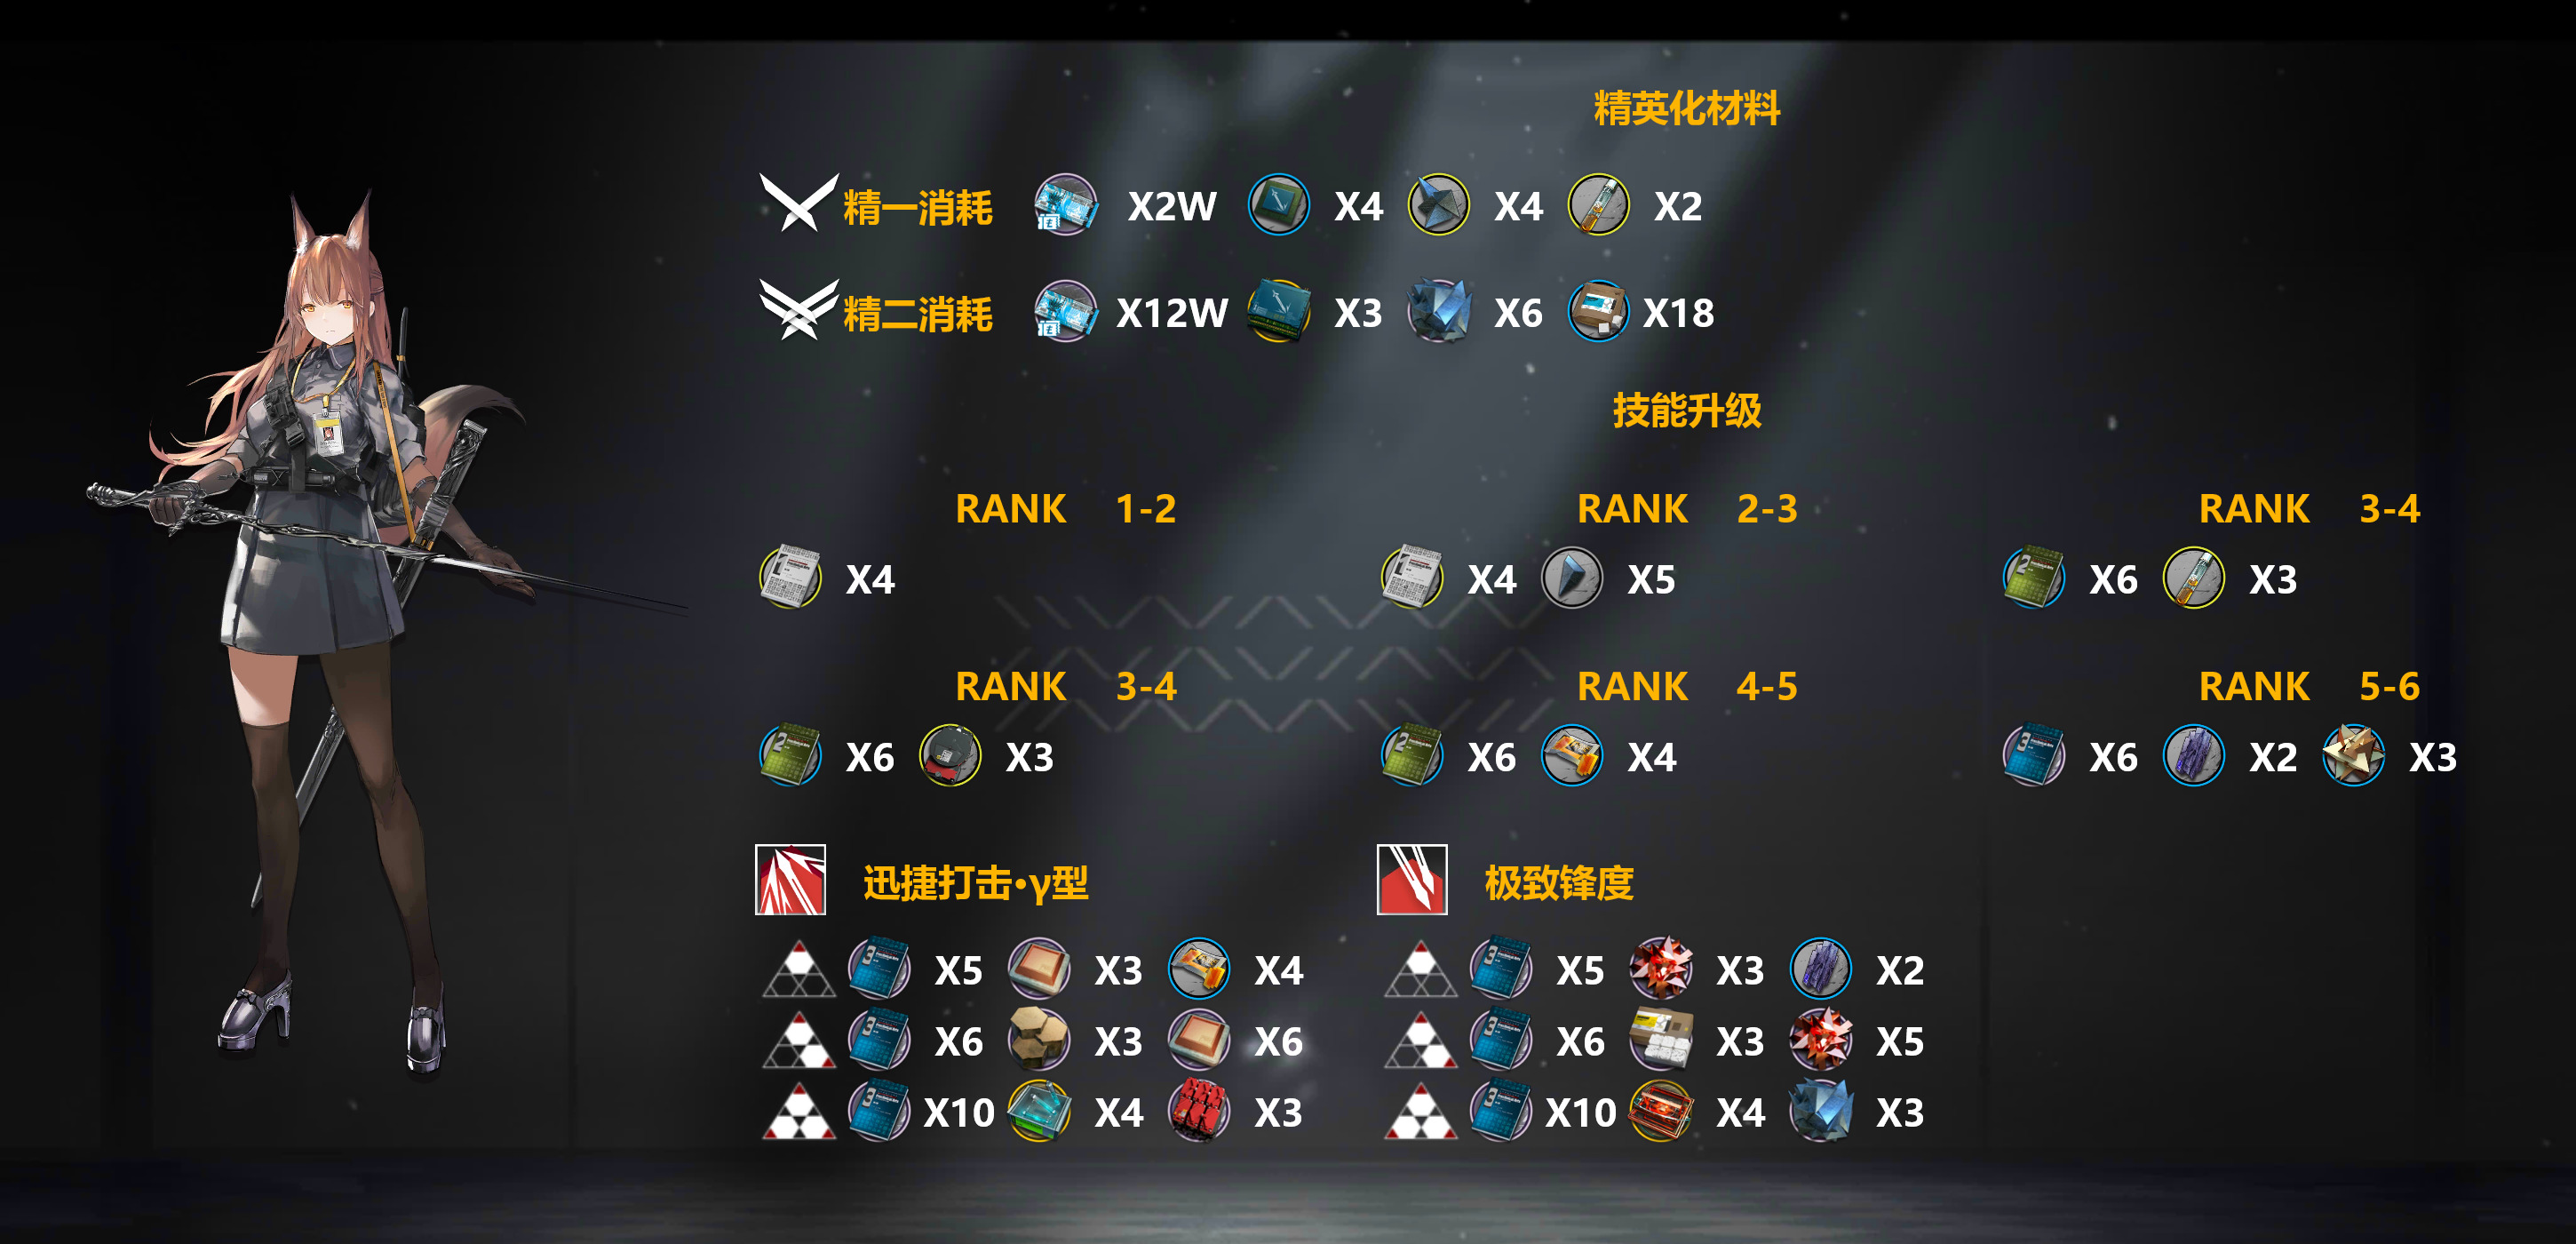 精英化材料
精一消耗 X2W X4 X4 X2
精二消耗 X12W X3 X6 X18
技能升级
RANK 1-2 RANK 2-3 RANK 3-4
X4 X4 X5 X6 X3
RANK 3-4 RANK 4-5 RANK 5-6
X6 X3 X6 X4 X6 X2 X3
迅捷打击·γ型 极致锋度
X5 X3 X4 X5 X3 X2
X6 X3 X6 X6 X3 X5
X10 X4 X3 X10 X4 X3